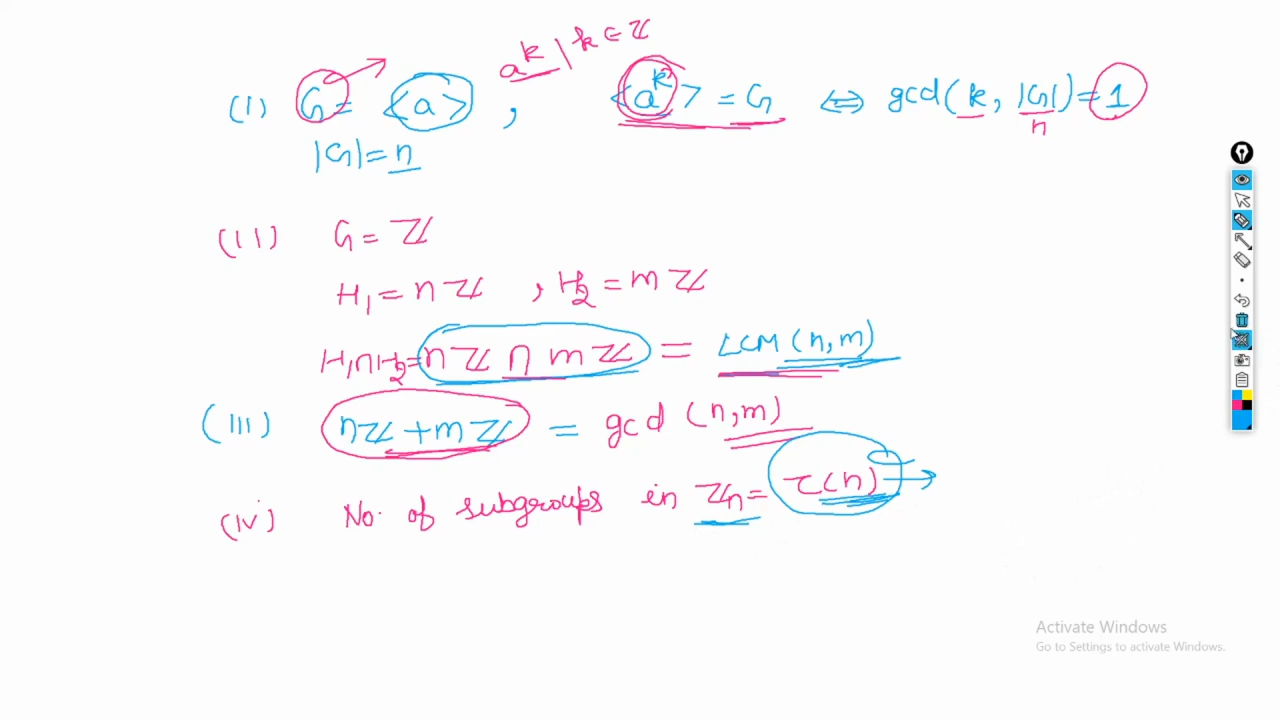 (I) G = <a> , a^k | k ∈ ℤ <a^k> = G ⇔ gcd(k, |G|) = 1
n
|G| = n
(II) G = ℤ
H₁ = nℤ , H₂ = mℤ
H₁∩H₂ = nℤ ∩ mℤ = LCM (n,m)
(III) nℤ + mℤ = gcd (n,m)
(IV) No. of subgroups in ℤn = τ(n)
Activate Windows
Go to Settings to activate Windows.